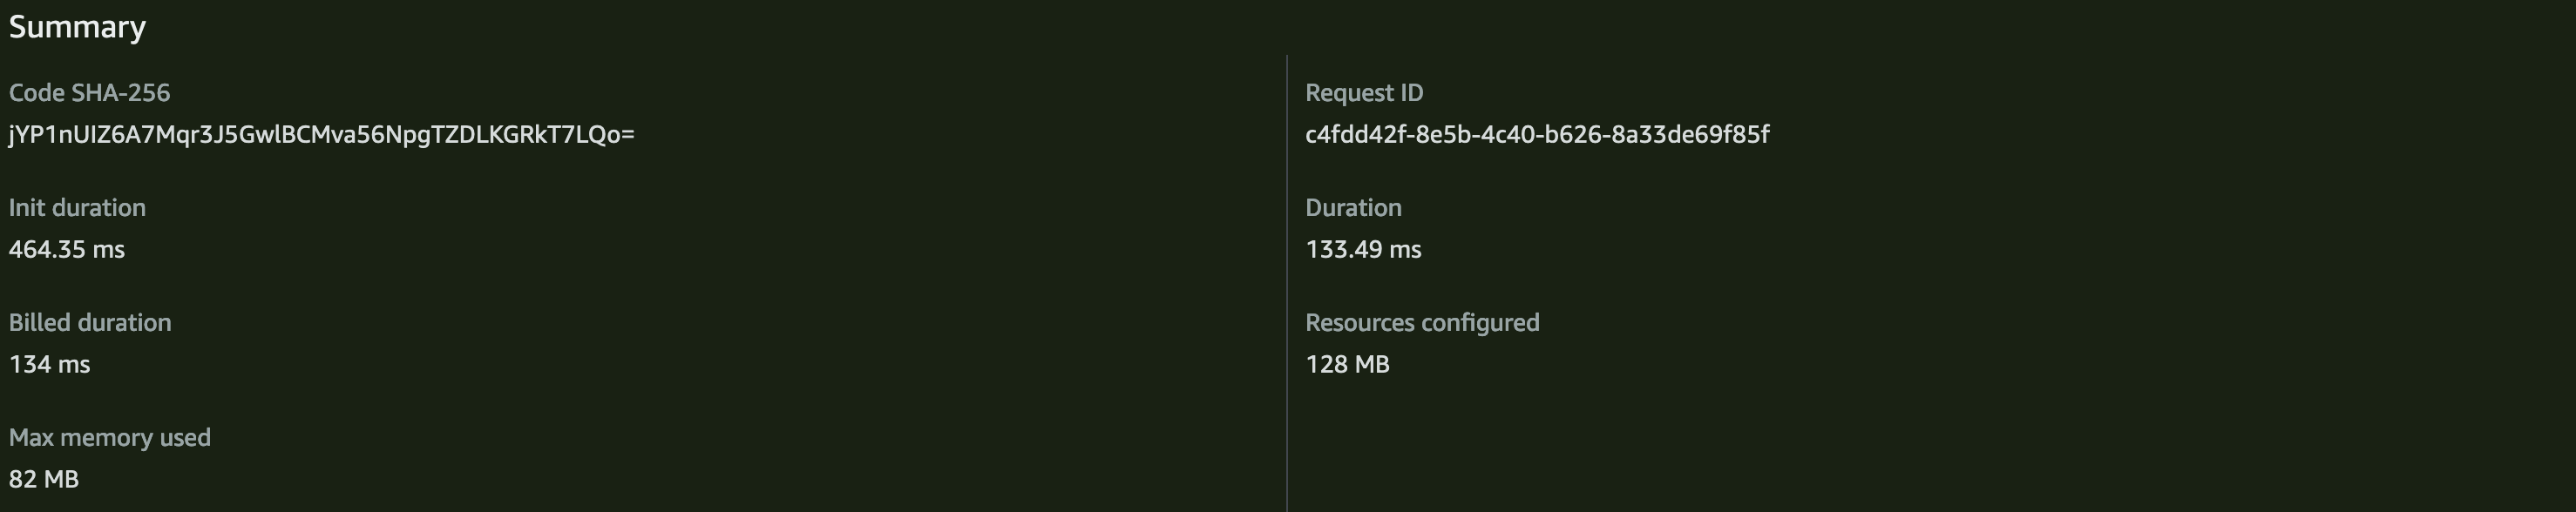 Summary
Code SHA-256
jYP1nUIZ6A7Mqr3J5GwlBCMva56NpgTZDLKGRkT7LQo=
Request ID
c4fdd42f-8e5b-4c40-b626-8a33de69f85f
Init duration
464.35 ms
Duration
133.49 ms
Billed duration
134 ms
Resources configured
128 MB
Max memory used
82 MB